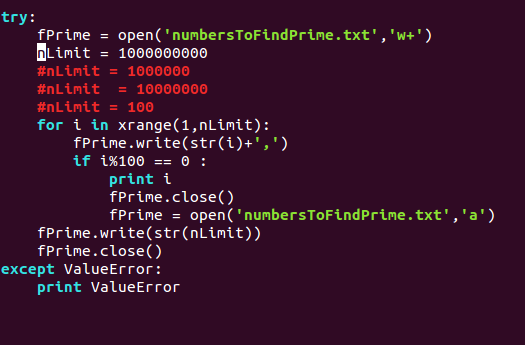 try:
    fPrime = open('numbersToFindPrime.txt','w+')
    nLimit = 1000000000
    #nLimit = 1000000
    #nLimit  = 10000000
    #nLimit = 100
    for i in xrange(1,nLimit):
        fPrime.write(str(i)+',')
        if i%100 == 0 :
            print i
            fPrime.close()
            fPrime = open('numbersToFindPrime.txt','a')
    fPrime.write(str(nLimit))
    fPrime.close()
except ValueError:
    print ValueError